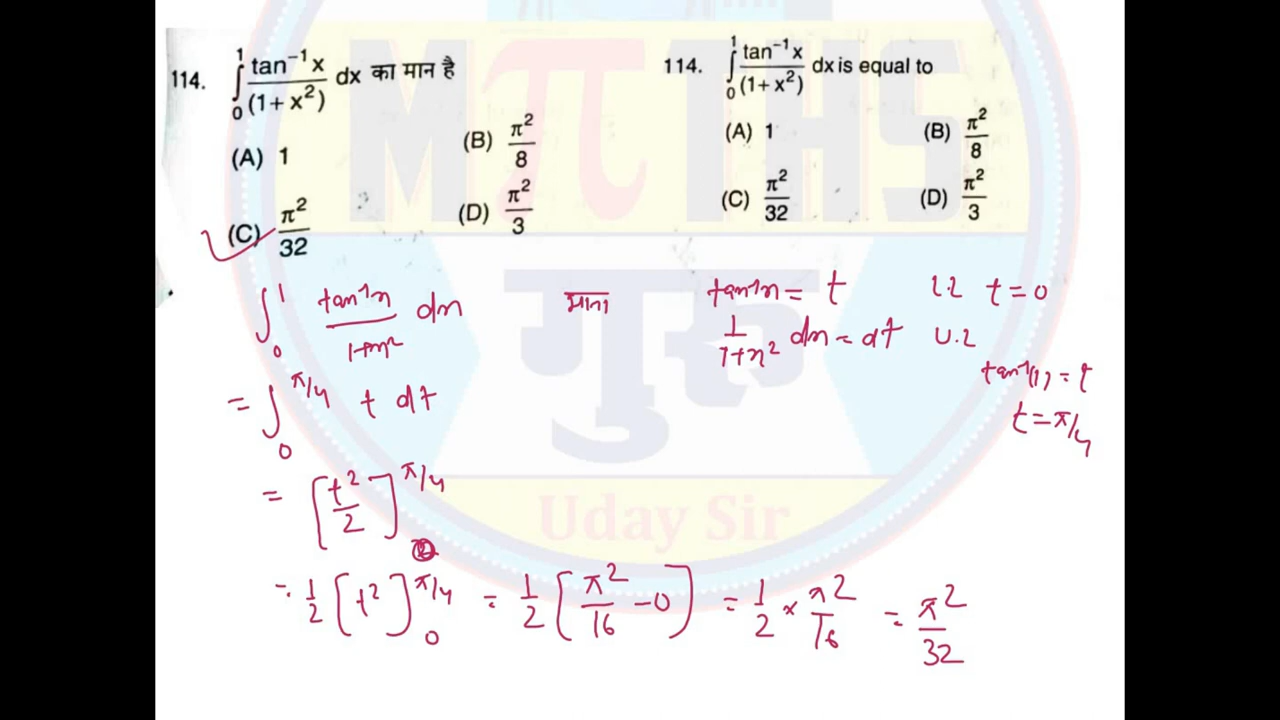 114. ∫₀¹ tan⁻¹x / (1 + x²) dx का मान है
(A) 1 (B) π²/8
(C) π²/32 (D) π²/3
114. ∫₀¹ tan⁻¹x / (1+x²) dx is equal to
(A) 1 (B) π²/8
(C) π²/32 (D) π²/3
∫₀¹ tan⁻¹x / 1+x² dx माना tan⁻¹x = t L.L t = 0
1/1+x² dx = dt U.L
tan⁻¹(1) = t
t = π/4
= ∫₀^π/4 t dt
= [t²/2]^π/4 ₀
= 1/2 [t²]₀^π/4 = 1/2 [π²/16 - 0] = 1/2 × π²/16 = π²/32
MπTHS
गुरु
Uday Sir